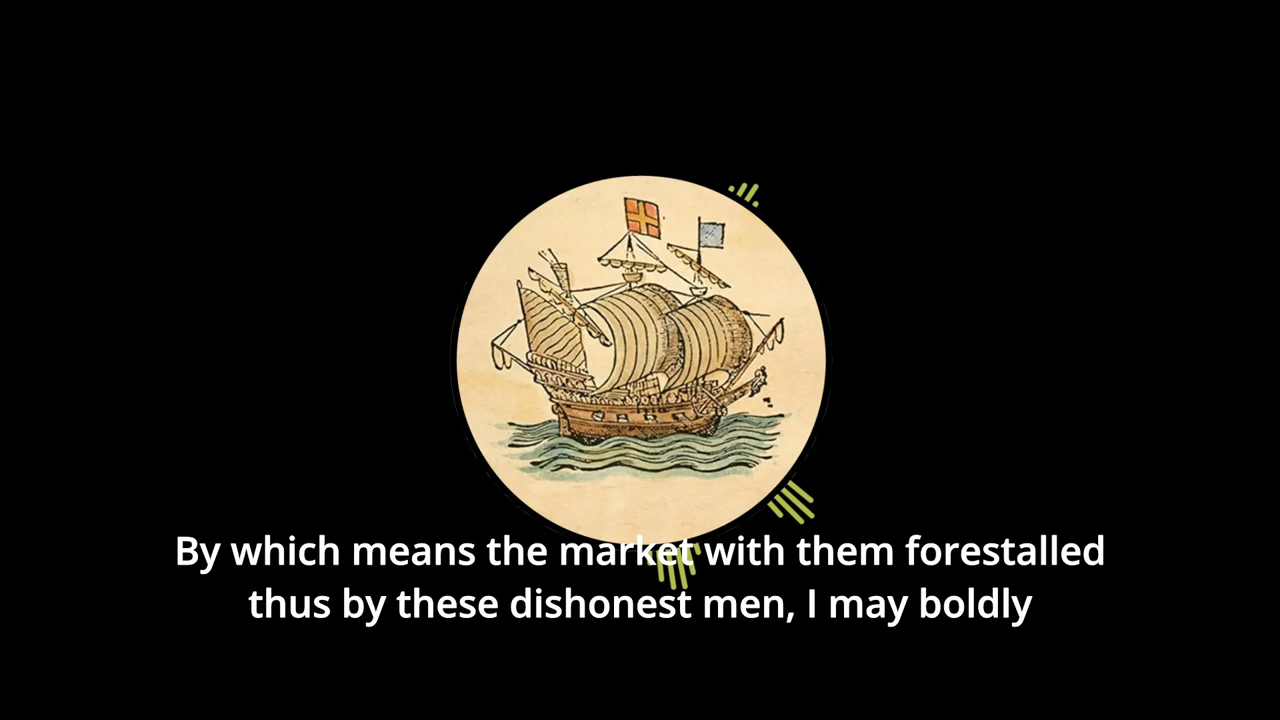 By which means the market with them forestalled
thus by these dishonest men, I may boldly